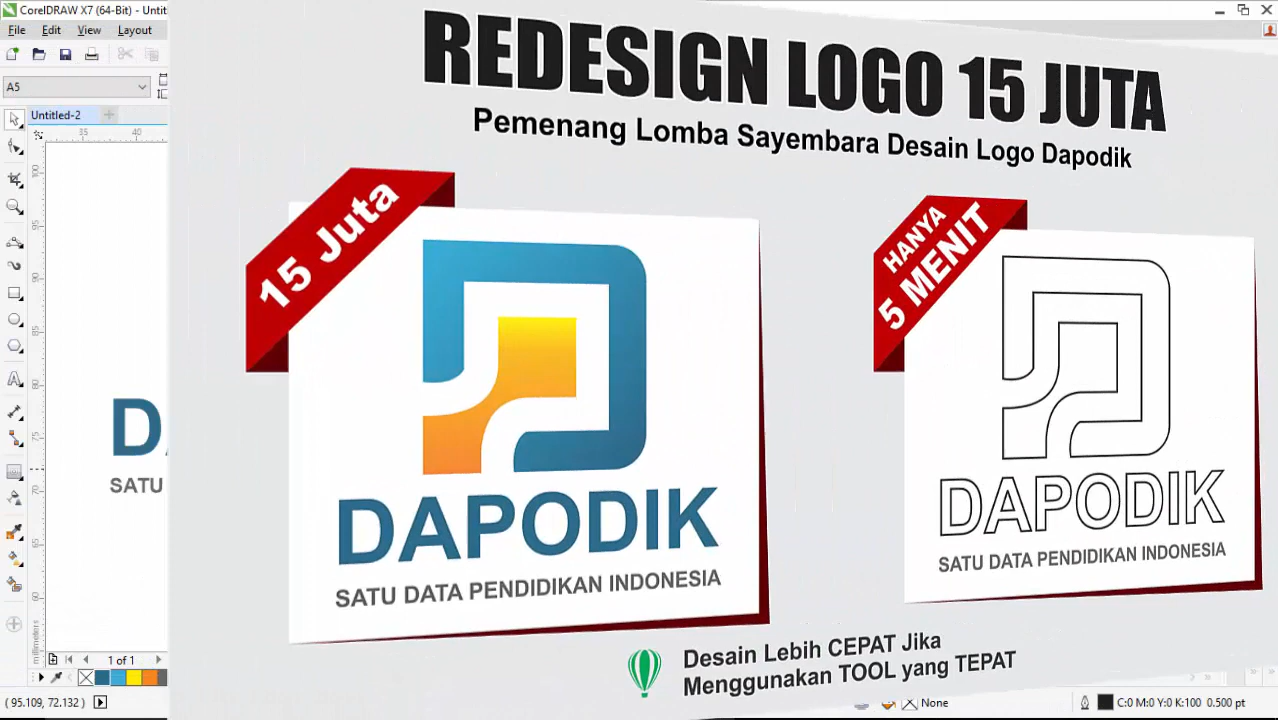 CorelDRAW X7 (64-Bit) - Untit
File Edit View Layout
A5
Untitled-2
35 40
SATU
REDESIGN LOGO 15 JUTA
Pemenang Lomba Sayembara Desain Logo Dapodik
15 Juta
DAPODIK
SATU DATA PENDIDIKAN INDONESIA
HANYA
5 MENIT
DAPODIK
SATU DATA PENDIDIKAN INDONESIA
Desain Lebih CEPAT Jika
Menggunakan TOOL yang TEPAT
millimeters
1 of 1
( 95.109, 72.132 )
None
C:0 M:0 Y:0 K:100 0.500 pt